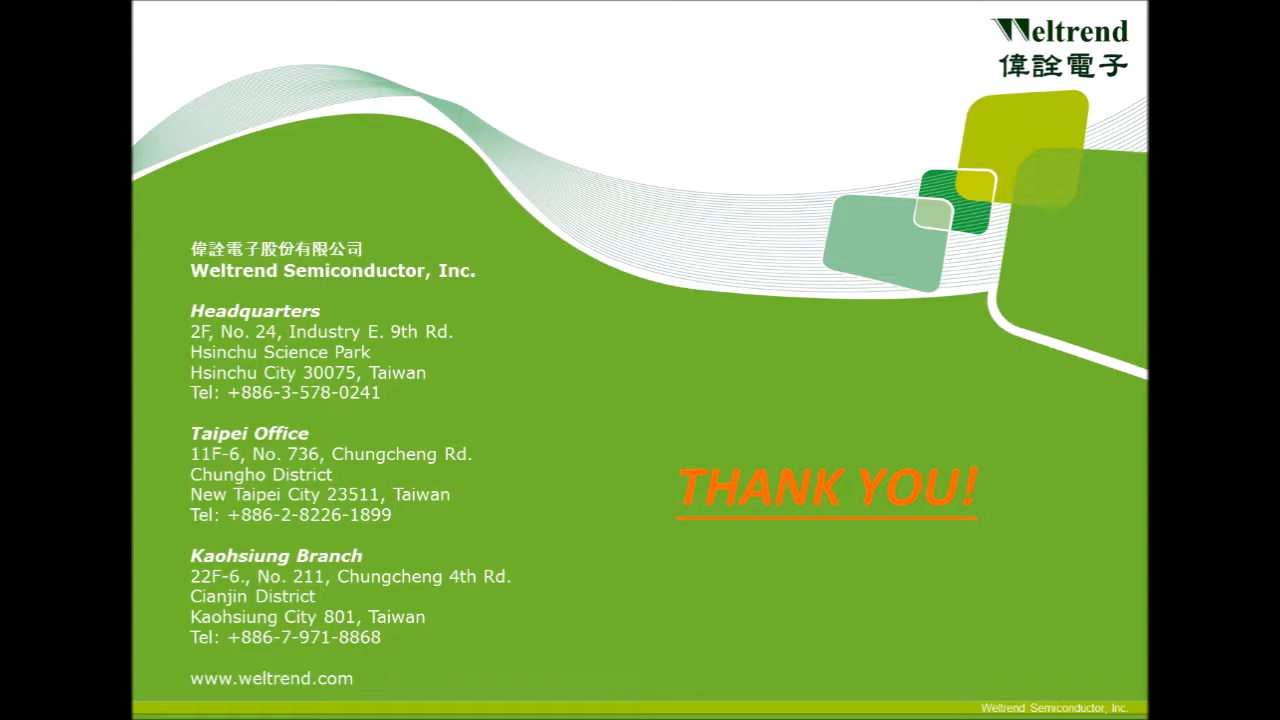 Weltrend
偉詮電子
偉詮電子股份有限公司
Weltrend Semiconductor, Inc.
Headquarters
2F, No. 24, Industry E. 9th Rd.
Hsinchu Science Park
Hsinchu City 30075, Taiwan
Tel: +886-3-578-0241
Taipei Office
11F-6, No. 736, Chungcheng Rd.
Chungho District
New Taipei City 23511, Taiwan
Tel: +886-2-8226-1899
Kaohsiung Branch
22F-6., No. 211, Chungcheng 4th Rd.
Cianjin District
Kaohsiung City 801, Taiwan
Tel: +886-7-971-8868
www.weltrend.com
THANK YOU!
Weltrend Semiconductor, Inc.